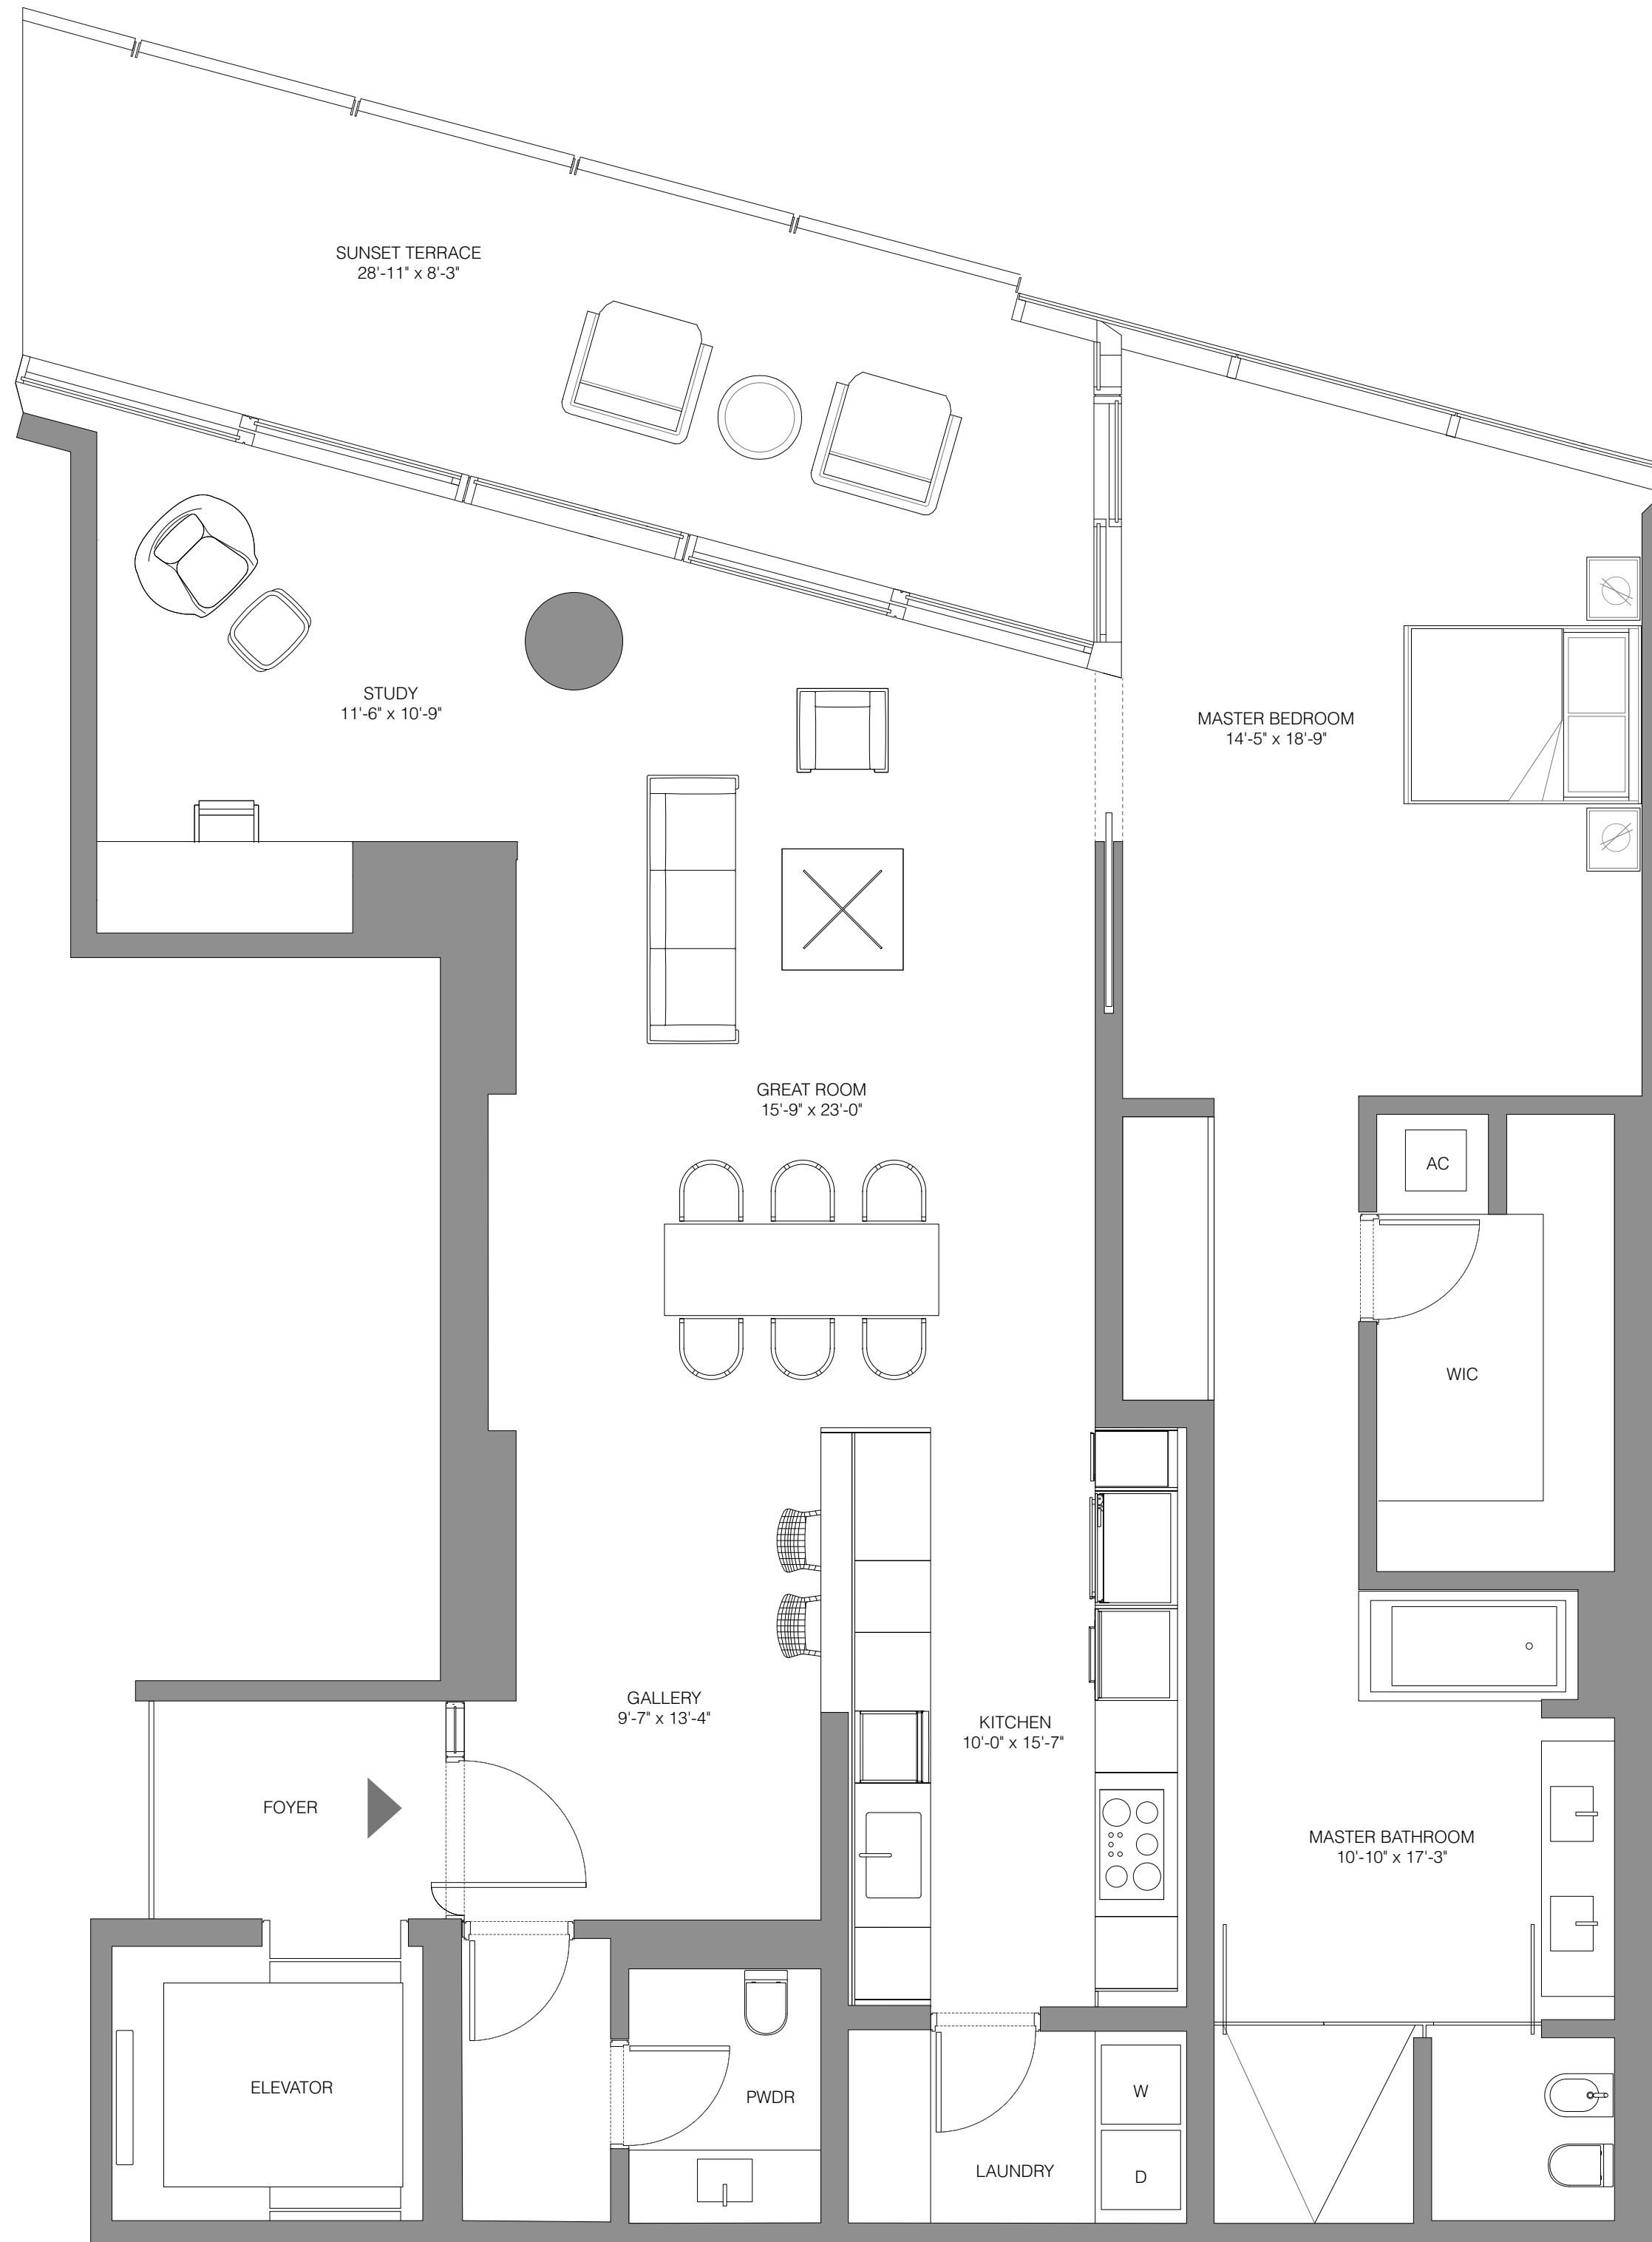 SUNSET TERRACE
28'-11" x 8'-3"
STUDY
11'-6" x 10'-9"
MASTER BEDROOM
14'-5" x 18'-9"
GREAT ROOM
15'-9" x 23'-0"
AC
WIC
GALLERY
9'-7" x 13'-4"
KITCHEN
10'-0" x 15'-7"
FOYER
MASTER BATHROOM
10'-10" x 17'-3"
ELEVATOR
PWDR
W
LAUNDRY
D